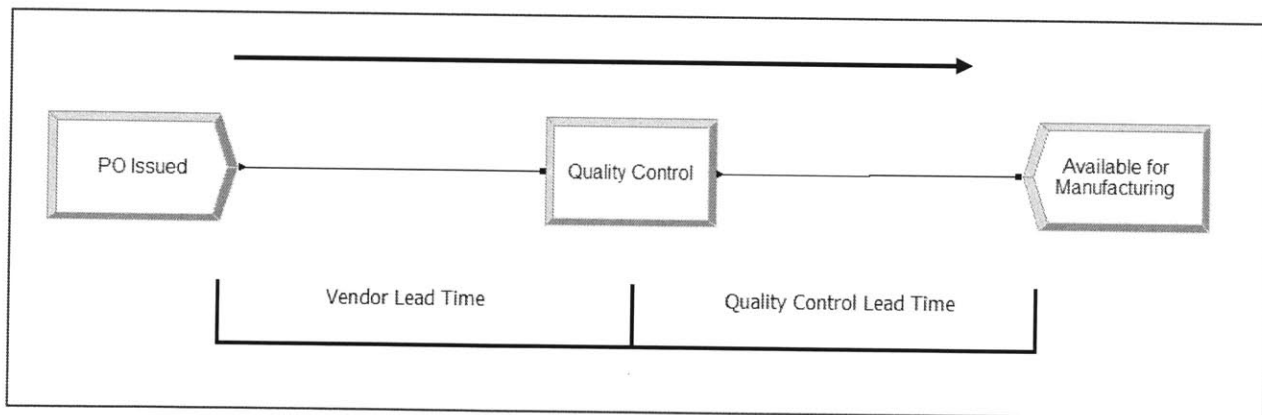 PO Issued
Quality Control
Available for
Manufacturing
Vendor Lead Time
Quality Control Lead Time